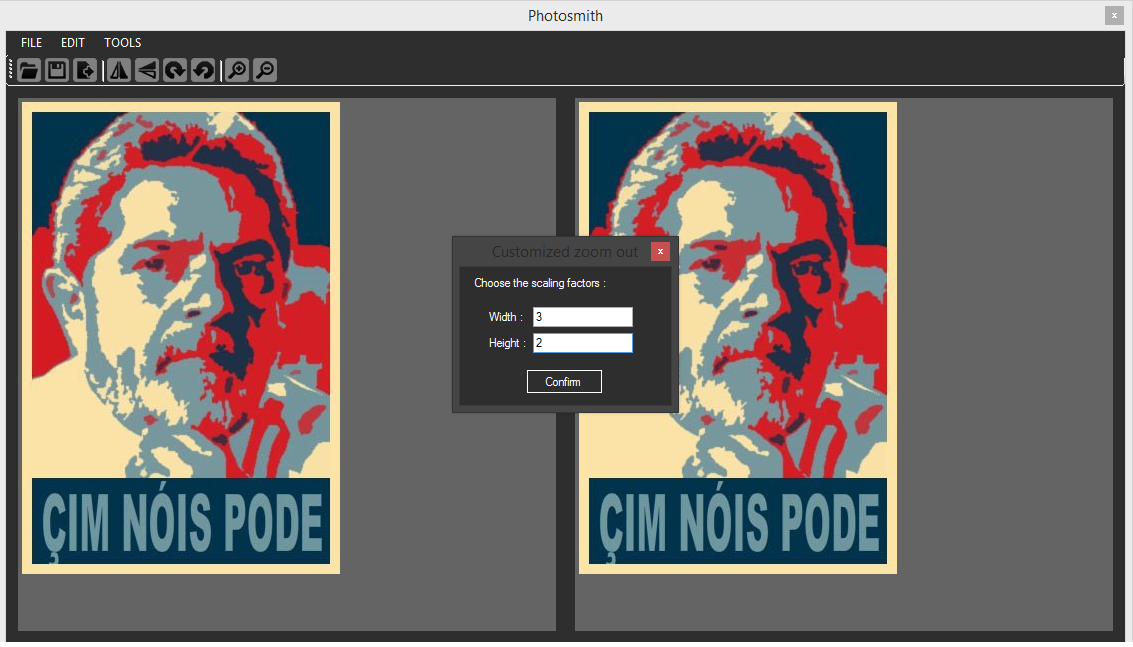 Photosmith
x
FILE EDIT TOOLS
Customized zoom out x
Choose the scaling factors :
Width : 3
Height : 2
Confirm
ÇIM NÓIS PODE
ÇIM NÓIS PODE